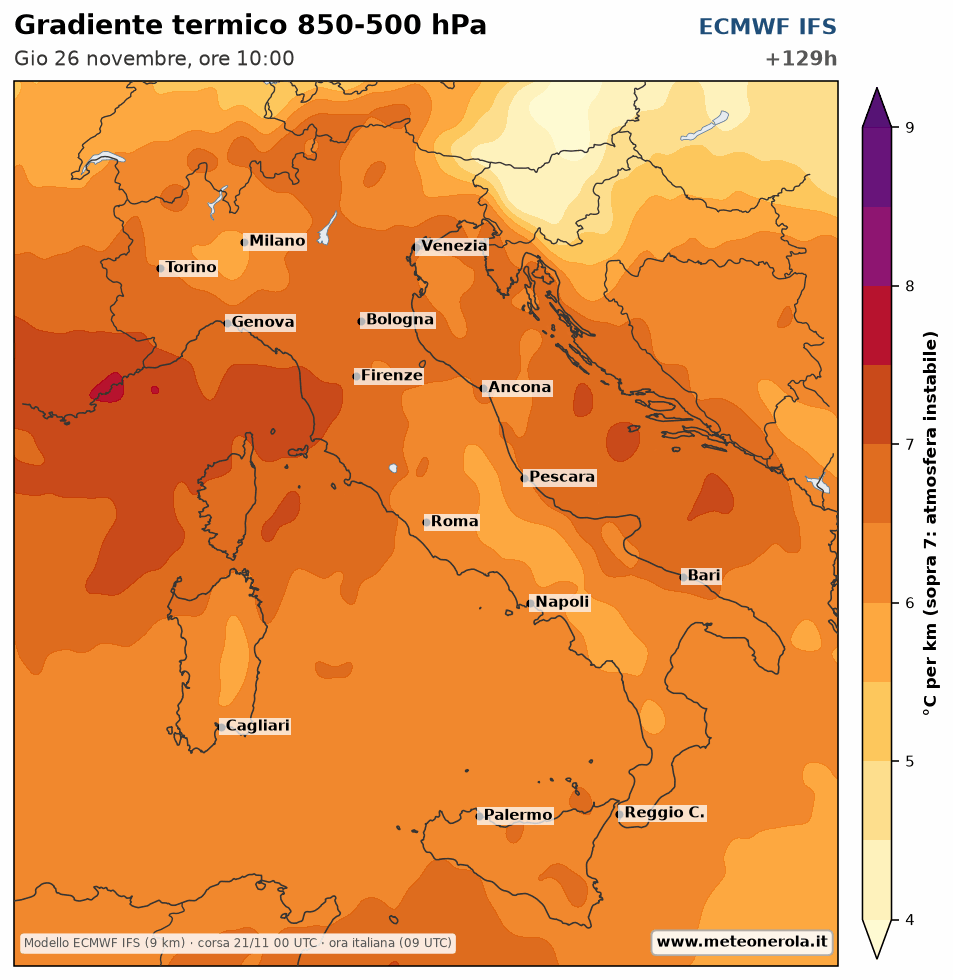 Gradiente termico 850-500 hPa
ECMWF IFS
Gio 26 novembre, ore 10:00
+129h
Milano
Venezia
Torino
Genova
Bologna
Firenze
Ancona
Pescara
Roma
Bari
Napoli
Cagliari
Palermo
Reggio C.
9
8
7
6
5
4
°C per km (sopra 7: atmosfera instabile)
Modello ECMWF IFS (9 km) · corsa 21/11 00 UTC · ora italiana (09 UTC)
www.meteonerola.it